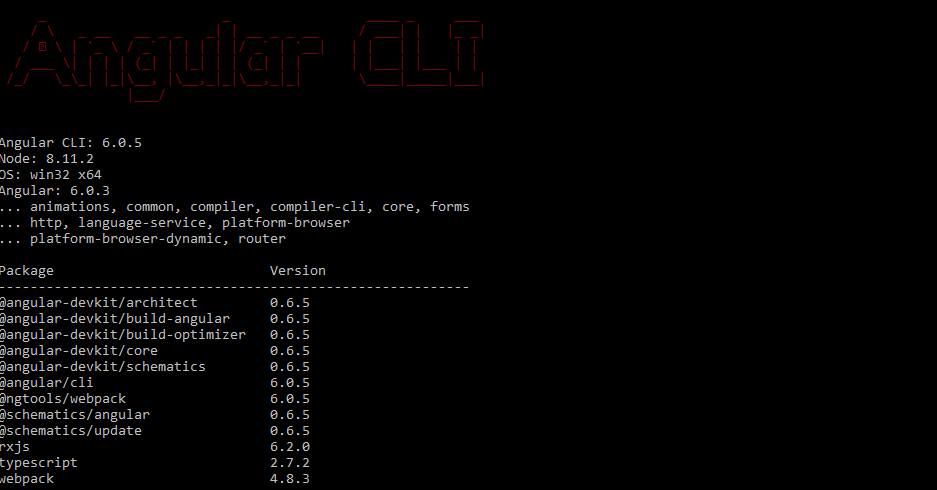 Angular CLI
Angular CLI: 6.0.5
Node: 8.11.2
OS: win32 x64
Angular: 6.0.3
... animations, common, compiler, compiler-cli, core, forms
... http, language-service, platform-browser
... platform-browser-dynamic, router
Package Version
-----------------------------------------------------------
@angular-devkit/architect 0.6.5
@angular-devkit/build-angular 0.6.5
@angular-devkit/build-optimizer 0.6.5
@angular-devkit/core 0.6.5
@angular-devkit/schematics 0.6.5
@angular/cli 6.0.5
@ngtools/webpack 6.0.5
@schematics/angular 0.6.5
@schematics/update 0.6.5
rxjs 6.2.0
typescript 2.7.2
webpack 4.8.3